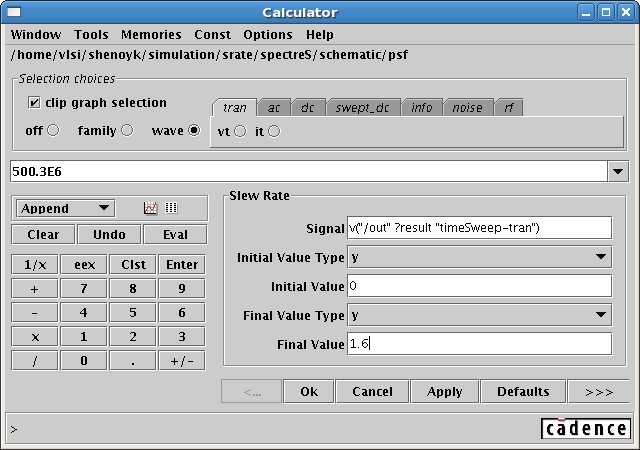 Calculator
Window Tools Memories Const Options Help
/home/vlsi/shenoyk/simulation/srate/spectreS/schematic/psf
Selection choices
clip graph selection
tran ac dc swept_dc info noise rf
off family wave vt it
500.3E6
Append
Clear Undo Eval
1/x eex Clst Enter
+ 7 8 9
- 4 5 6
x 1 2 3
/ 0 . +/-
Slew Rate
Signal v("/out" ?result "timeSweep-tran")
Initial Value Type y
Initial Value 0
Final Value Type y
Final Value 1.6
<... Ok Cancel Apply Defaults >>>
>
cadence